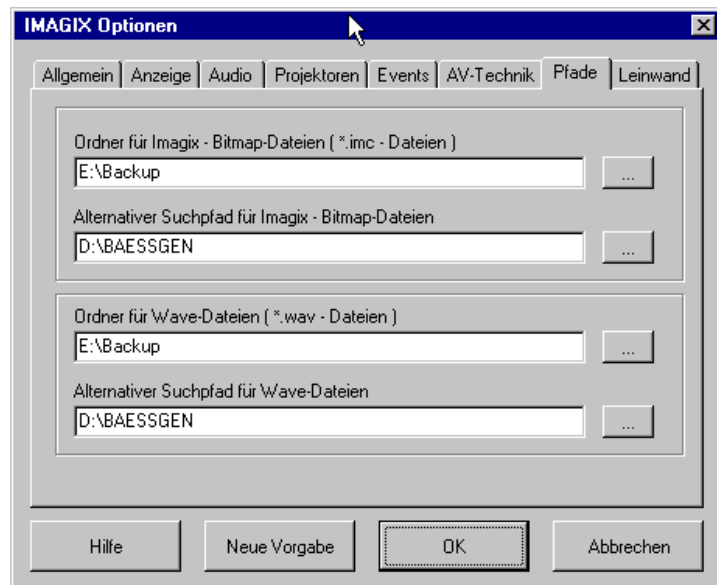 IMAGIX Optionen
Allgemein Anzeige Audio Projektoren Events AV-Technik Pfade Leinwand
Ordner für Imagix - Bitmap-Dateien ( *.imc - Dateien )
E:\Backup
...
Alternativer Suchpfad für Imagix - Bitmap-Dateien
D:\BAESSGEN
...
Ordner für Wave-Dateien ( *.wav - Dateien )
E:\Backup
...
Alternativer Suchpfad für Wave-Dateien
D:\BAESSGEN
...
Hilfe Neue Vorgabe OK Abbrechen